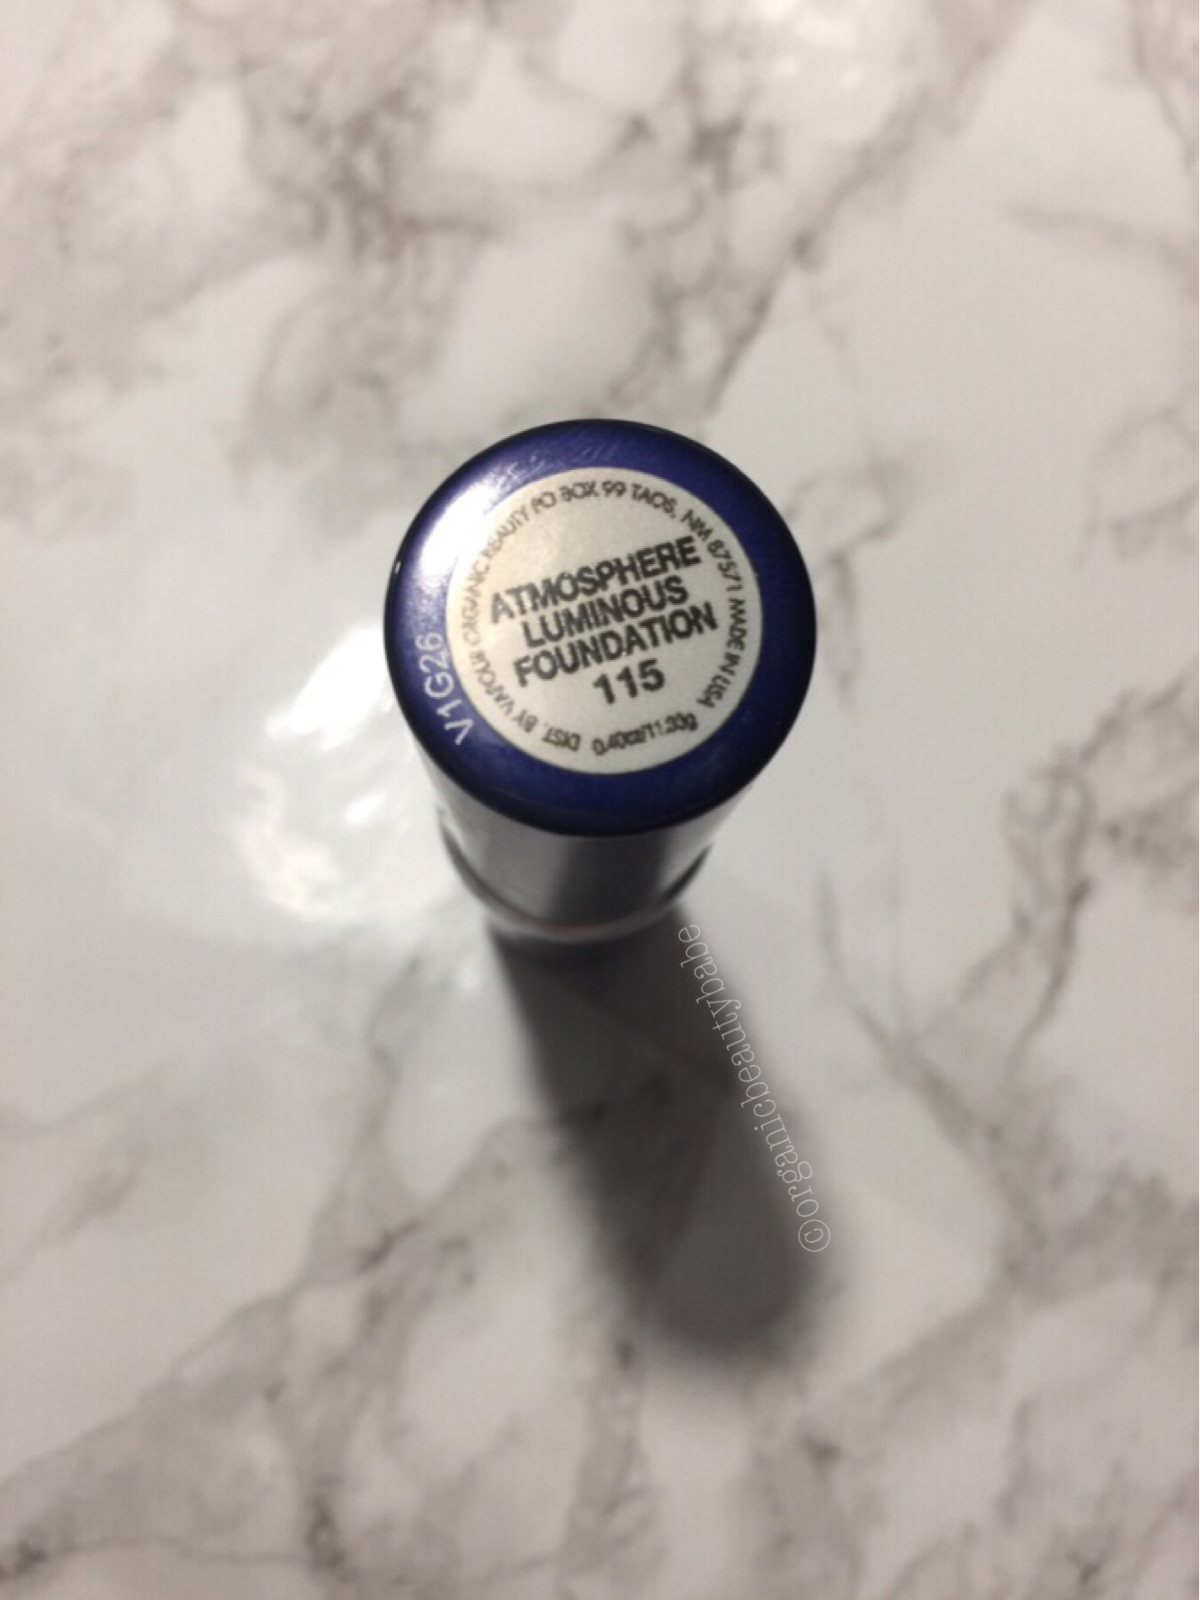 ATMOSPHERE
LUMINOUS
FOUNDATION
115
DIST. BY VAPOUR ORGANIC BEAUTY PO BOX 99 TAOS, NM 87571 MADE IN USA
0.40oz/11.33g
V1G26
©organicbeautybabe